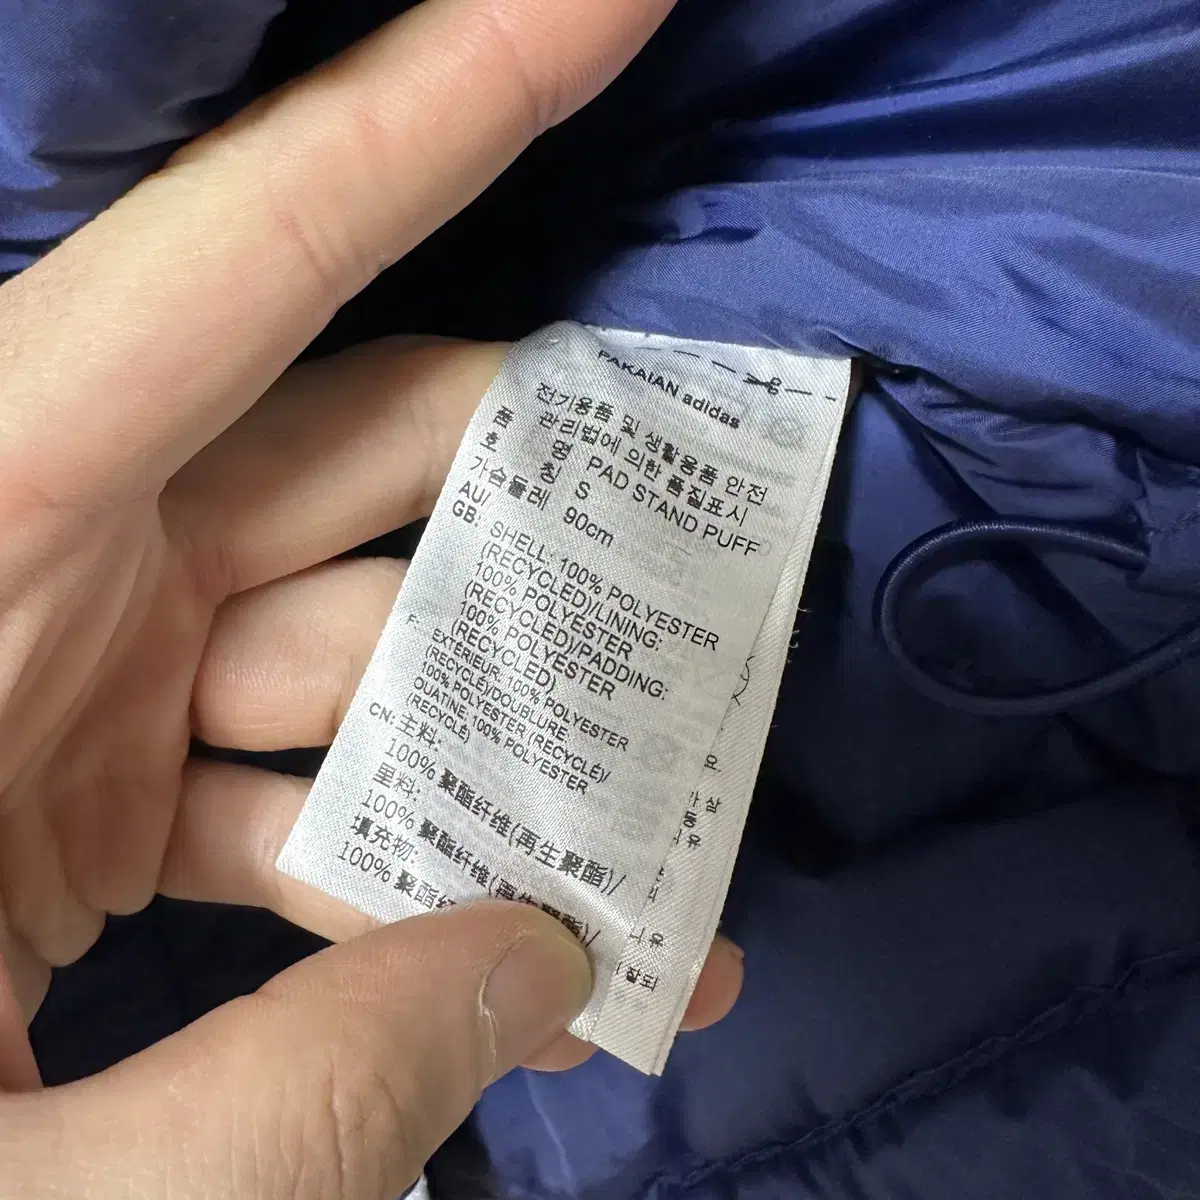 PAKAIAN adidas
전기용품 및 생활용품 안전
관리법에 의한 품질표시
품 명 PAD STAND PUFF
호 칭 S
가슴둘레 90cm
AU/
GB: SHELL: 100% POLYESTER
(RECYCLED)/LINING:
100% POLYESTER
(RECYCLED)/PADDING:
100% POLYESTER
(RECYCLED)
F: EXTÉRIEUR: 100% POLYESTER
(RECYCLÉ)/DOUBLURE:
100% POLYESTER (RECYCLÉ)/
OUATINE: 100% POLYESTER
(RECYCLÉ)
CN: 主料:
100% 聚酯纤维(再生聚酯)/
里料:
100% 聚酯纤维(再生聚酯)/
填充物:
100% 聚酯